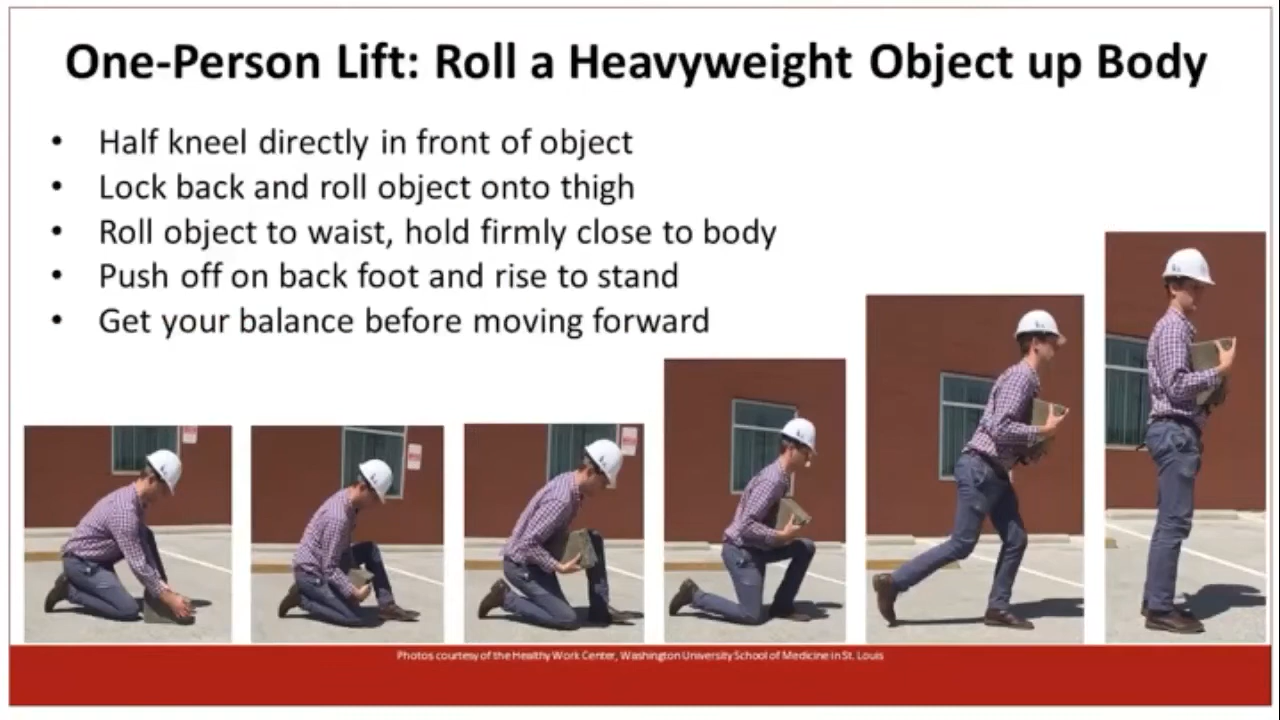 One-Person Lift: Roll a Heavyweight Object up Body
• Half kneel directly in front of object
• Lock back and roll object onto thigh
• Roll object to waist, hold firmly close to body
• Push off on back foot and rise to stand
• Get your balance before moving forward
Photos courtesy of the Healthy Work Center, Washington University School of Medicine in St. Louis